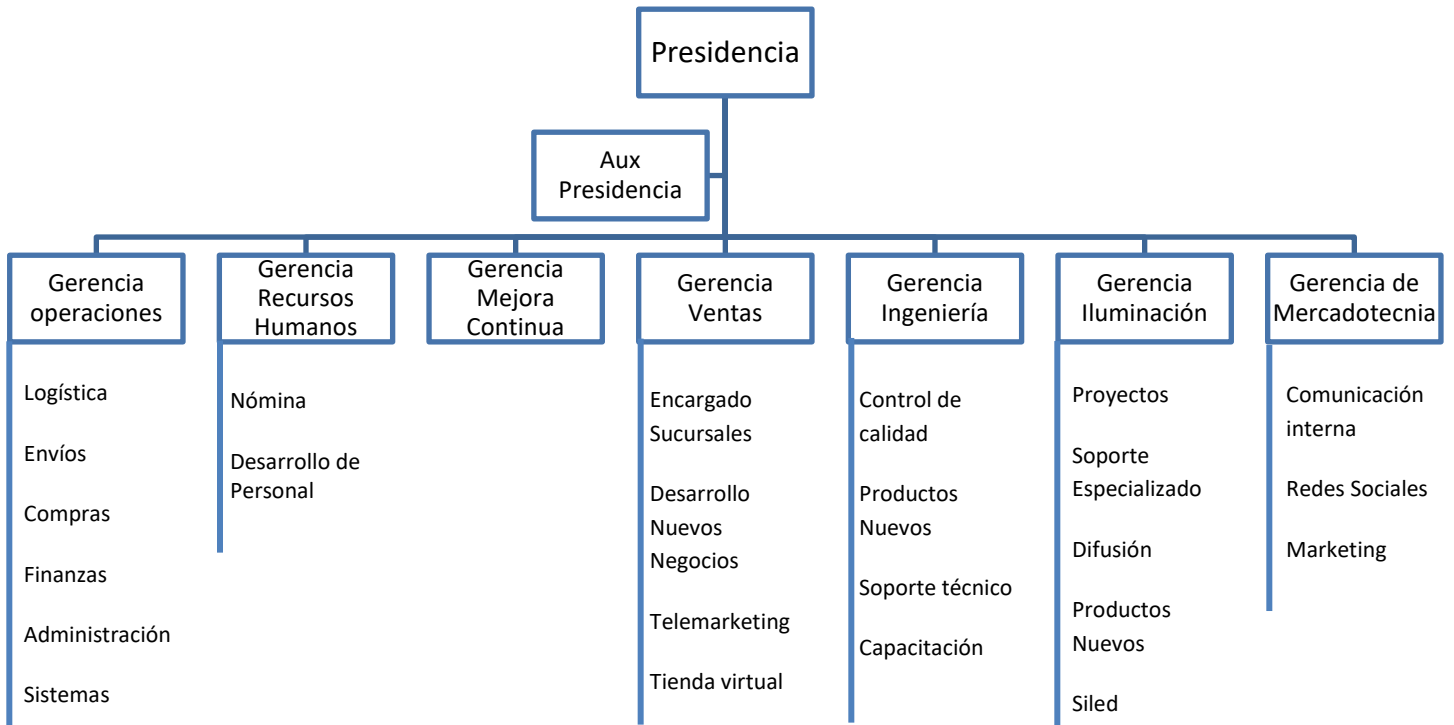 Presidencia
Aux
Presidencia
Gerencia
operaciones
Logística
Envíos
Compras
Finanzas
Administración
Sistemas
Gerencia
Recursos
Humanos
Nómina
Desarrollo de
Personal
Gerencia
Mejora
Continua
Gerencia
Ventas
Encargado
Sucursales
Desarrollo
Nuevos
Negocios
Telemarketing
Tienda virtual
Gerencia
Ingeniería
Control de
calidad
Productos
Nuevos
Soporte técnico
Capacitación
Gerencia
Iluminación
Proyectos
Soporte
Especializado
Difusión
Productos
Nuevos
Siled
Gerencia de
Mercadotecnia
Comunicación
interna
Redes Sociales
Marketing